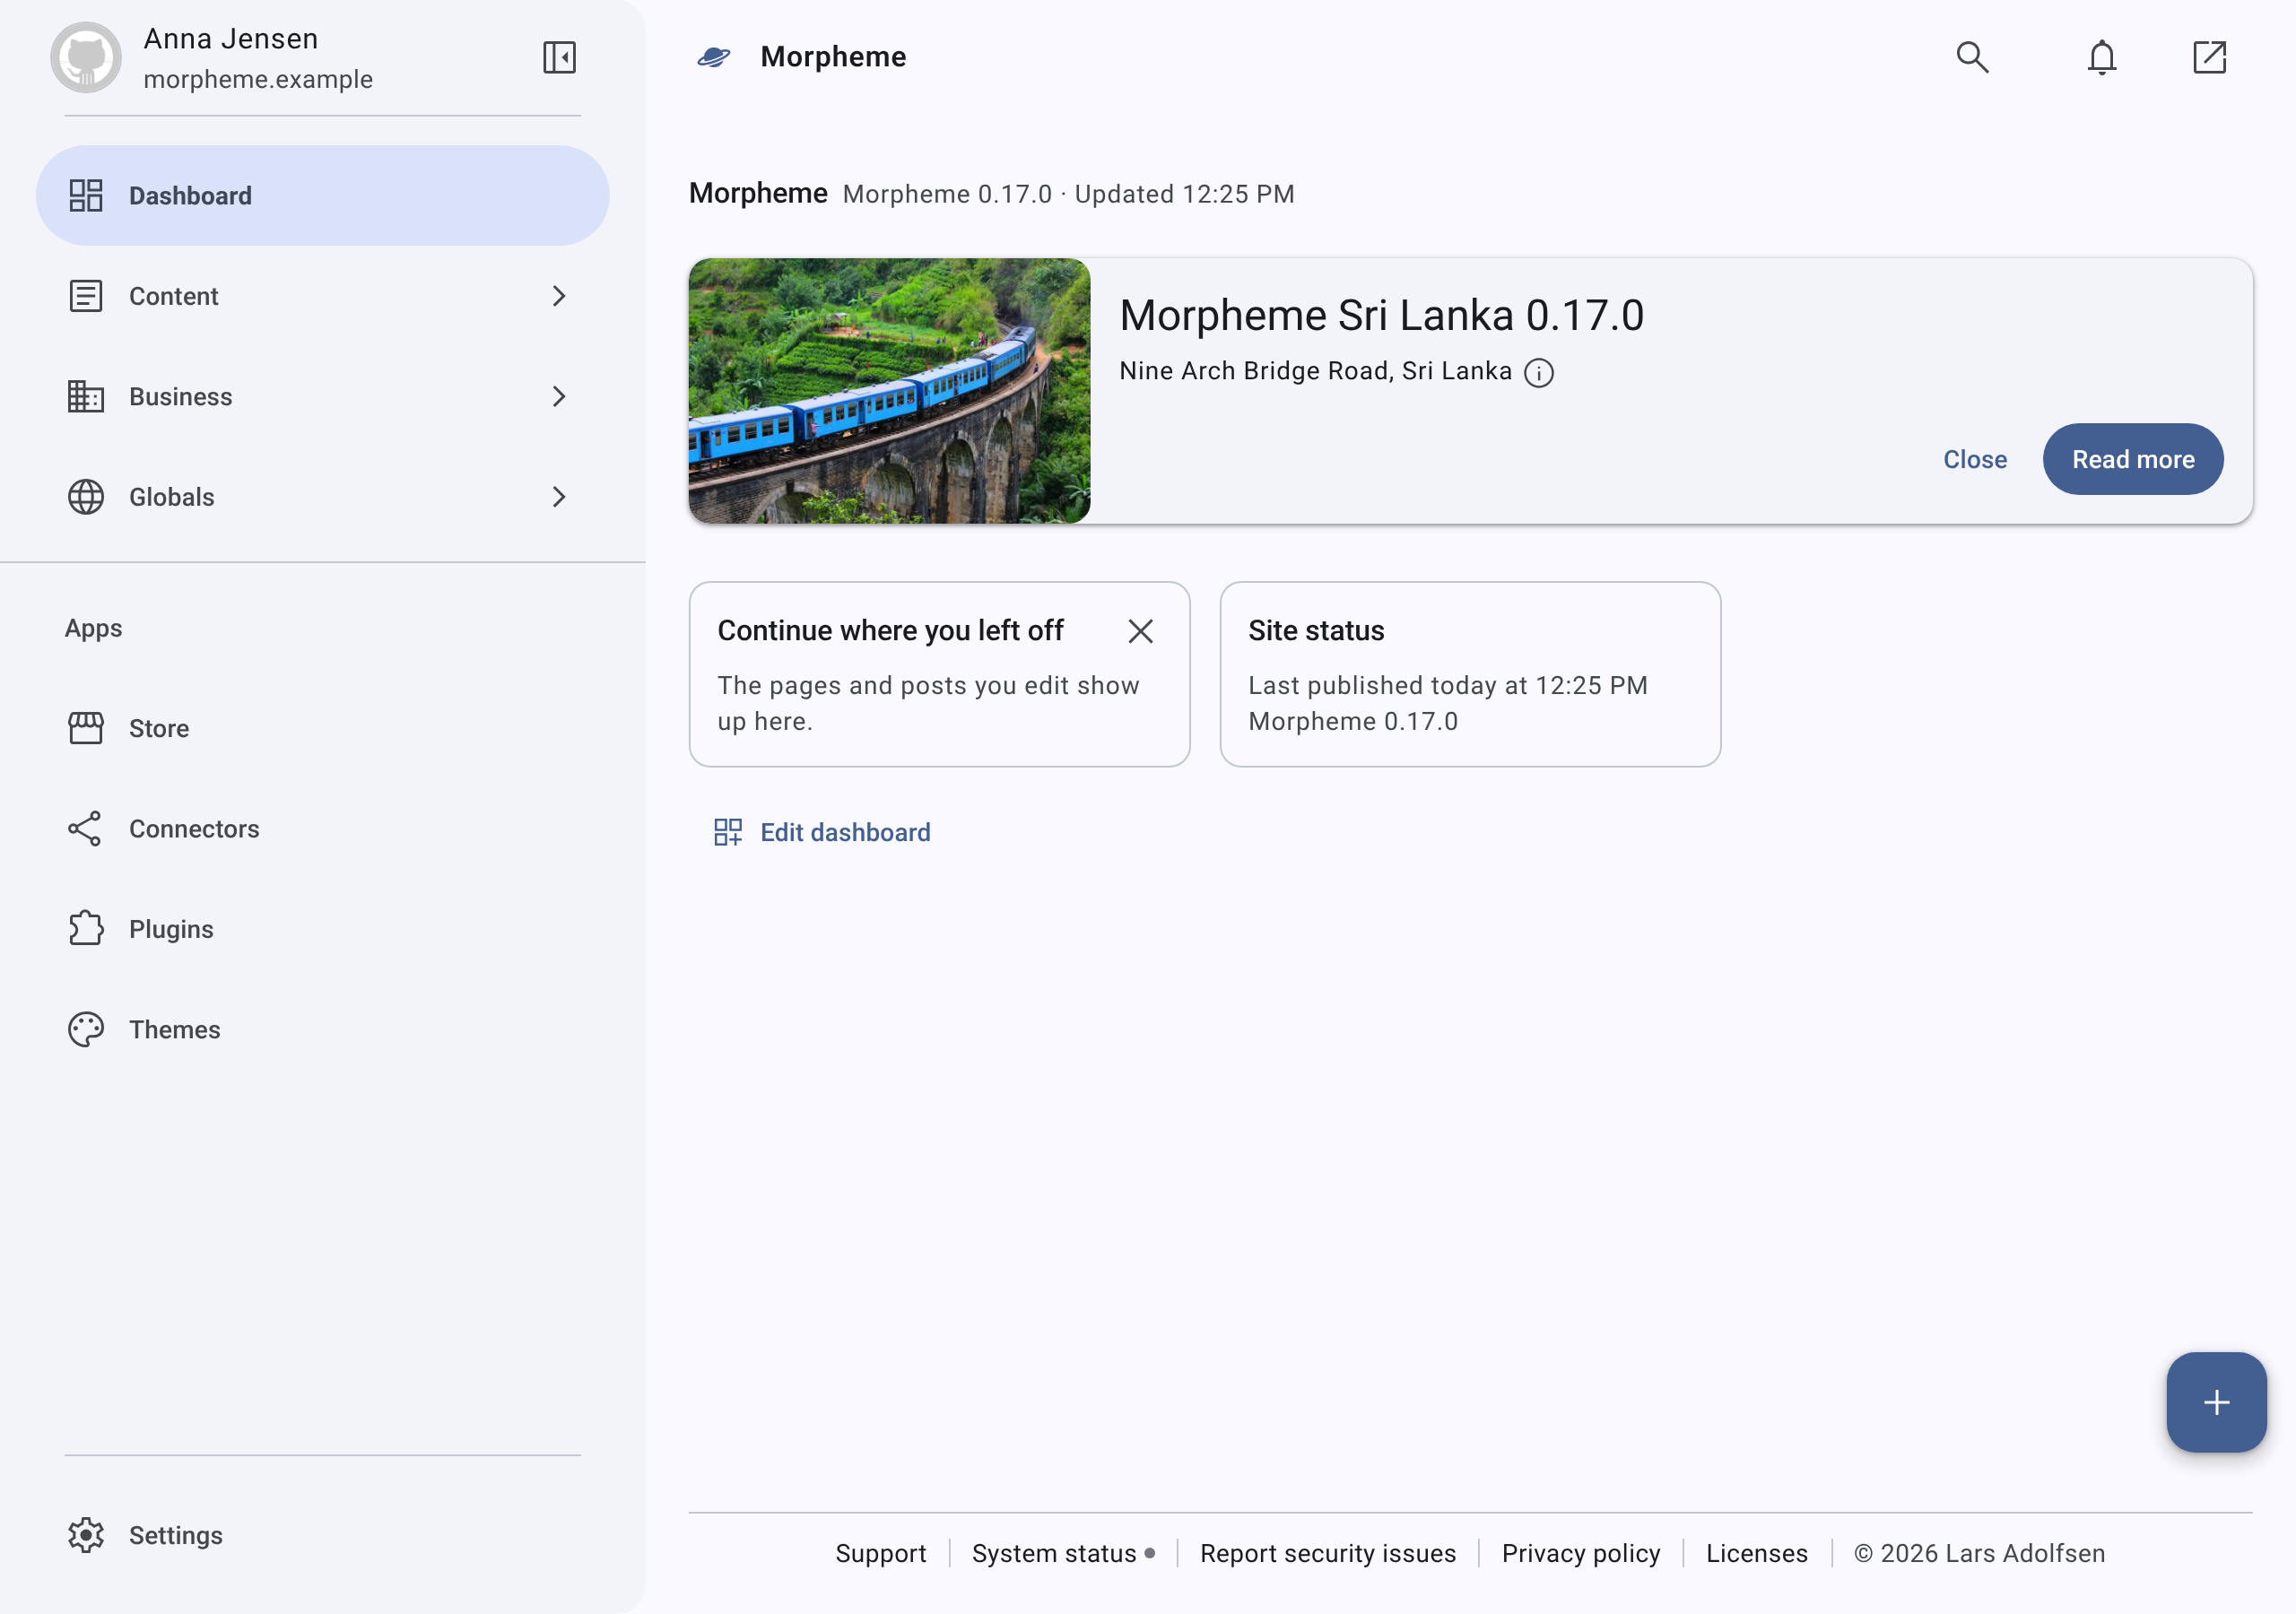 Anna Jensen
morpheme.example
Dashboard
Content
Business
Globals
Apps
Store
Connectors
Plugins
Themes
Settings
Morpheme
Morpheme Morpheme 0.17.0 · Updated 12:25 PM
Morpheme Sri Lanka 0.17.0
Nine Arch Bridge Road, Sri Lanka
Close Read more
Continue where you left off
The pages and posts you edit show
up here.
Site status
Last published today at 12:25 PM
Morpheme 0.17.0
Edit dashboard
Support System status Report security issues Privacy policy Licenses © 2026 Lars Adolfsen